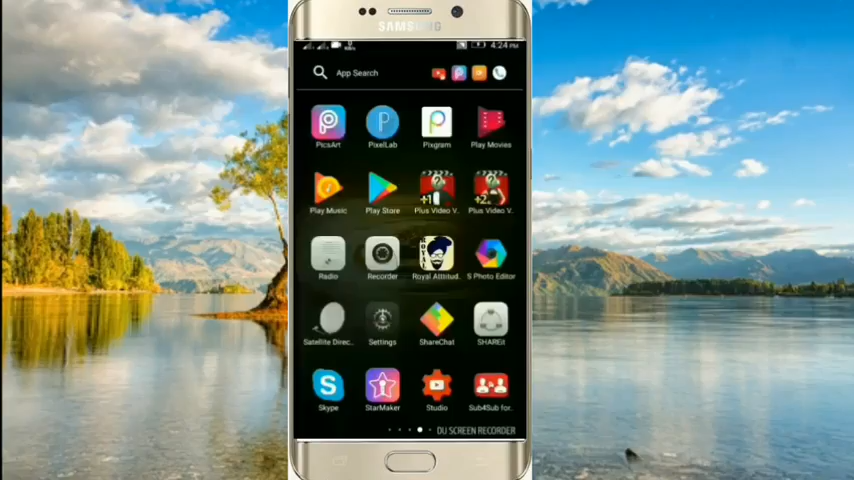 SAMSUNG
4:24 PM
App Search
PicsArt PixelLab Pixgram Play Movies
Play Music Play Store Plus Video V. Plus Video V.
Radio Recorder Royal Attitud. S Photo Editor
Satellite Direc.. Settings ShareChat SHAREit
Skype StarMaker Studio Sub4Sub for.
DU SCREEN RECORDER